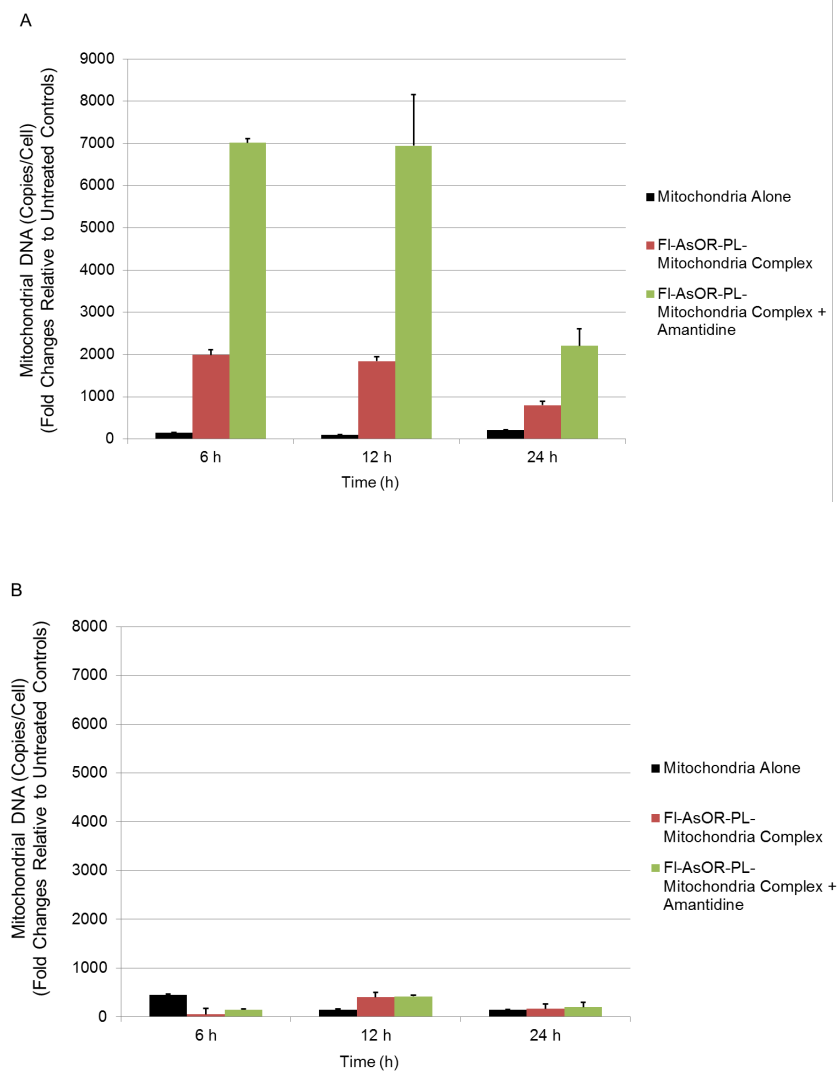 A
Mitochondrial DNA (Copies/Cell)
(Fold Changes Relative to Untreated Controls)
9000
8000
7000
6000
5000
4000
3000
2000
1000
0
6 h
12 h
24 h
Time (h)
Mitochondria Alone
Fl-AsOR-PL-
Mitochondria Complex
Fl-AsOR-PL-
Mitochondria Complex +
Amantidine
B
Mitochondrial DNA (Copies/Cell)
(Fold Changes Relative to Untreated Controls)
8000
7000
6000
5000
4000
3000
2000
1000
0
6 h
12 h
24 h
Time (h)
Mitochondria Alone
Fl-AsOR-PL-
Mitochondria Complex
Fl-AsOR-PL-
Mitochondria Complex +
Amantidine